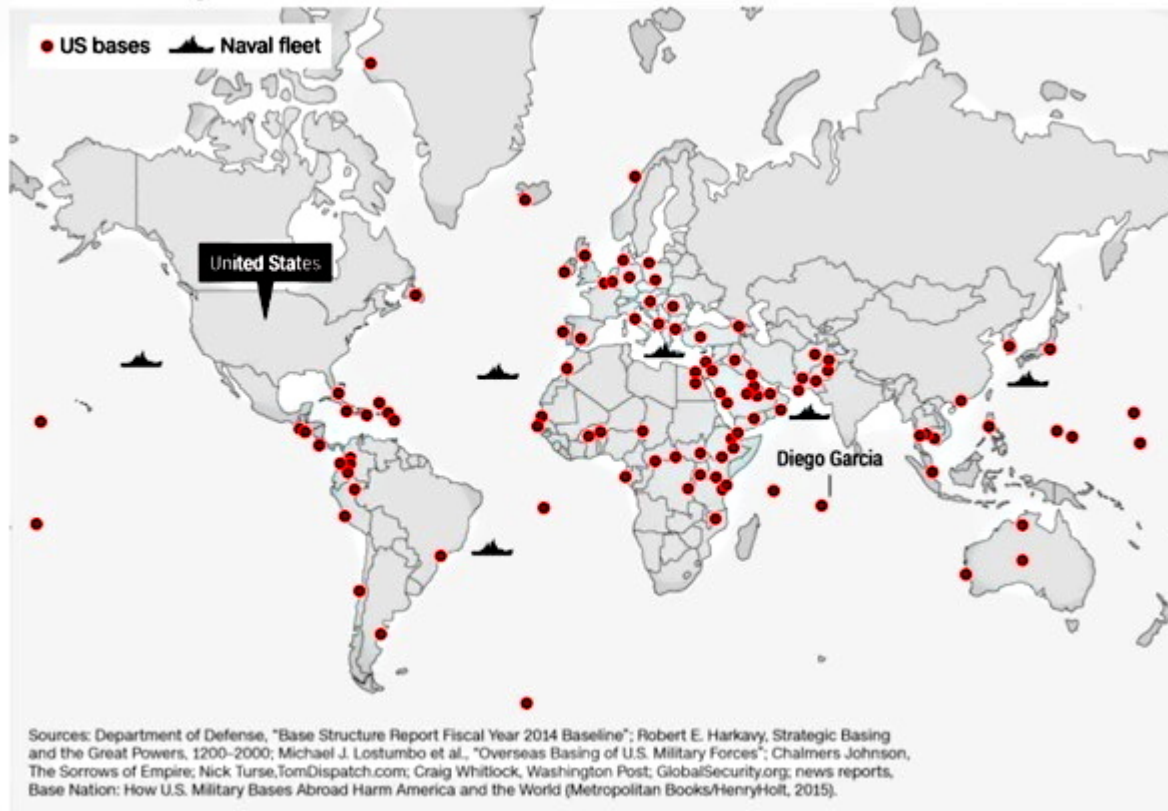 US bases
Naval fleet
United States
Diego Garcia
Sources: Department of Defense, "Base Structure Report Fiscal Year 2014 Baseline"; Robert E. Harkavy, Strategic Basing
and the Great Powers, 1200–2000; Michael J. Lostumbo et al., "Overseas Basing of U.S. Military Forces"; Chalmers Johnson,
The Sorrows of Empire; Nick Turse,TomDispatch.com; Craig Whitlock, Washington Post; GlobalSecurity.org; news reports,
Base Nation: How U.S. Military Bases Abroad Harm America and the World (Metropolitan Books/HenryHolt, 2015).